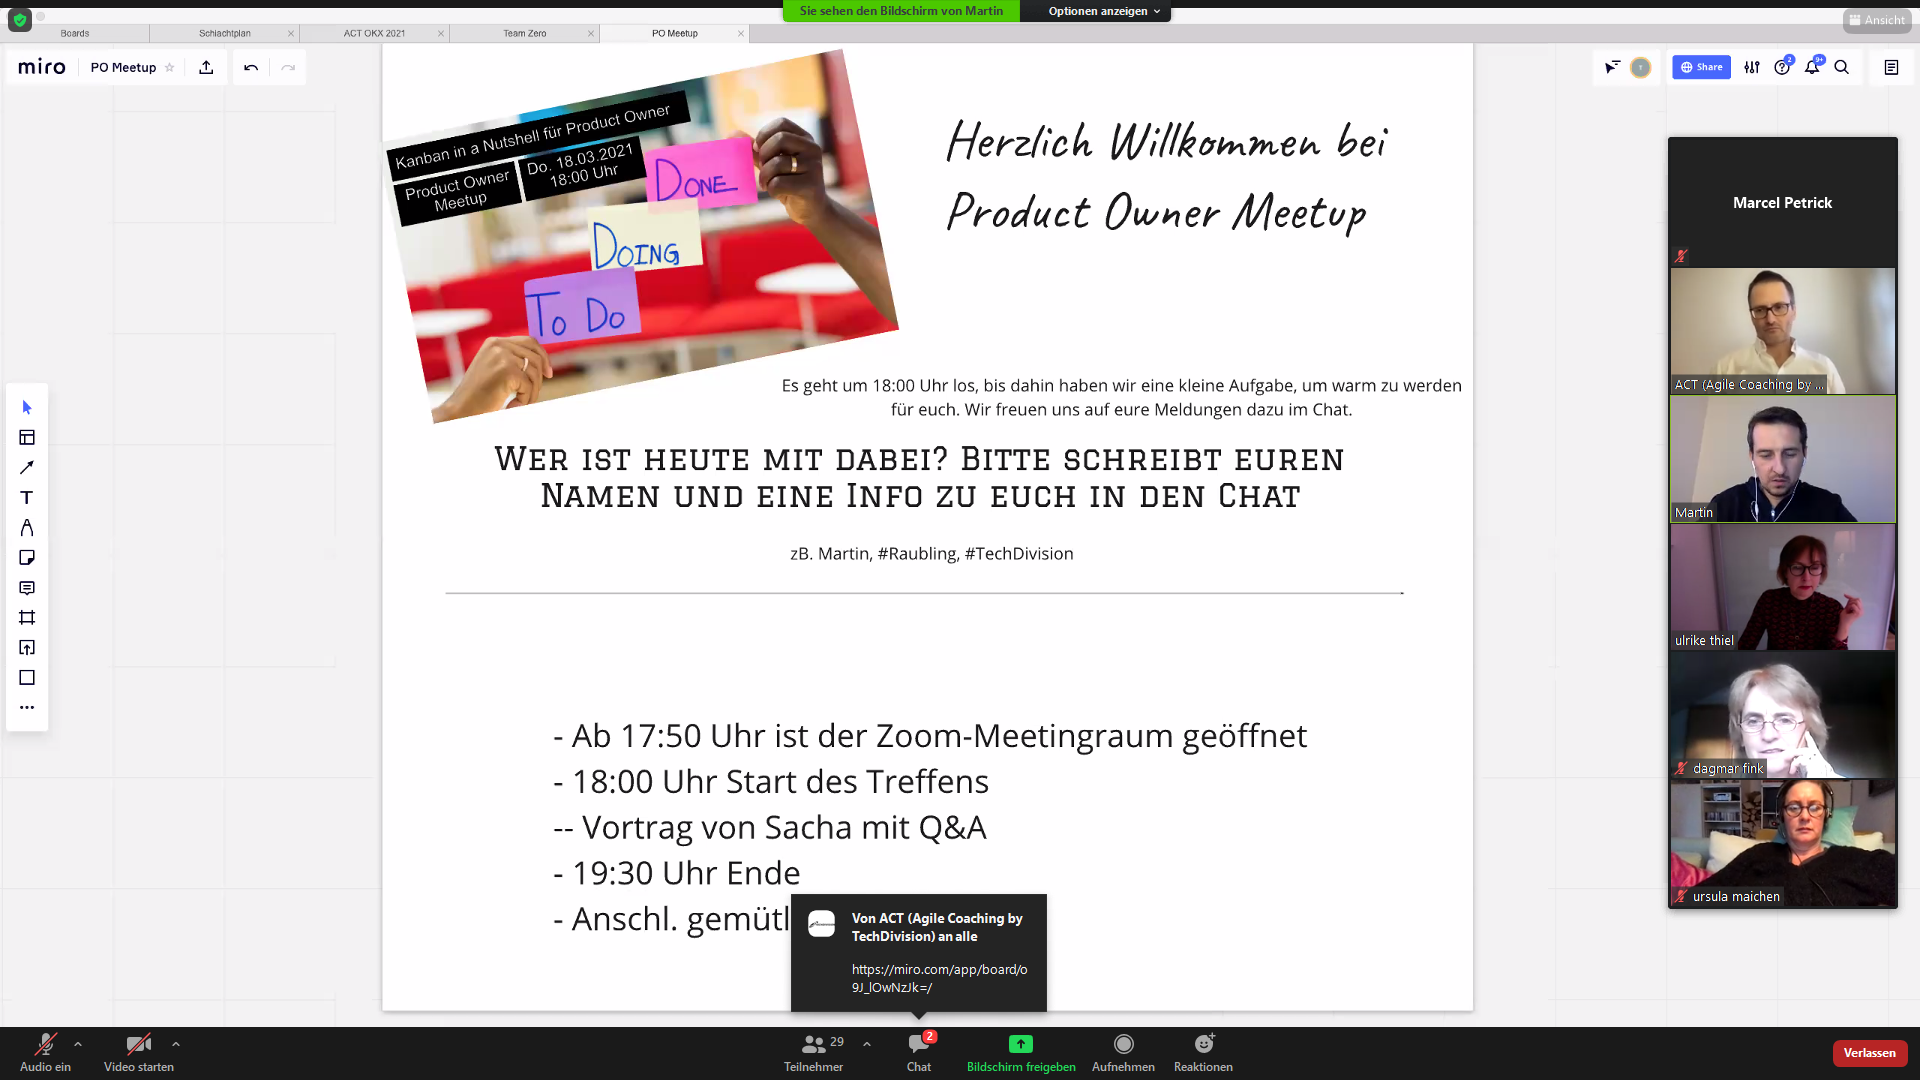 Sie sehen den Bildschirm von Martin
Optionen anzeigen
Ansicht
Boards
Schlachtplan
ACT OKX 2021
Team Zero
PO Meetup
miro
PO Meetup
Share
2
9+
Kanban in a Nutshell für Product Owner
Product Owner
Meetup
Do. 18.03.2021
18:00 Uhr
DONE
DOING
TO DO
Herzlich Willkommen bei
Product Owner Meetup
Es geht um 18:00 Uhr los, bis dahin haben wir eine kleine Aufgabe, um warm zu werden
für euch. Wir freuen uns auf eure Meldungen dazu im Chat.
Wer ist heute mit dabei? Bitte schreibt euren
Namen und eine Info zu euch in den Chat
zB. Martin, #Raubling, #TechDivision
- Ab 17:50 Uhr ist der Zoom-Meetingraum geöffnet
- 18:00 Uhr Start des Treffens
-- Vortrag von Sacha mit Q&A
- 19:30 Uhr Ende
- Anschl. gemütl
Von ACT (Agile Coaching by
TechDivision) an alle
https://miro.com/app/board/o
9J_lOwNzJk=/
Marcel Petrick
ACT (Agile Coaching by ...
Martin
ulrike thiel
dagmar fink
ursula maichen
Audio ein
Video starten
29
Teilnehmer
2
Chat
Bildschirm freigeben
Aufnehmen
Reaktionen
Verlassen